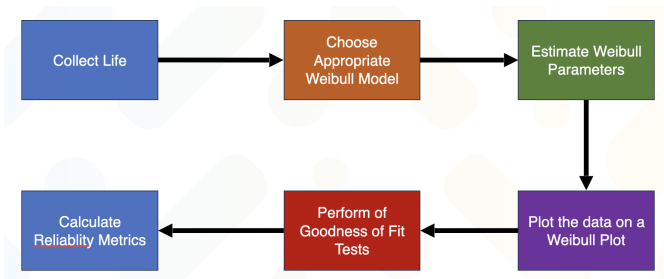 Collect Life
Choose
Appropriate
Weibull Model
Estimate Weibull
Parameters
Plot the data on a
Weibull Plot
Perform of
Goodness of Fit
Tests
Calculate
Reliablity Metrics